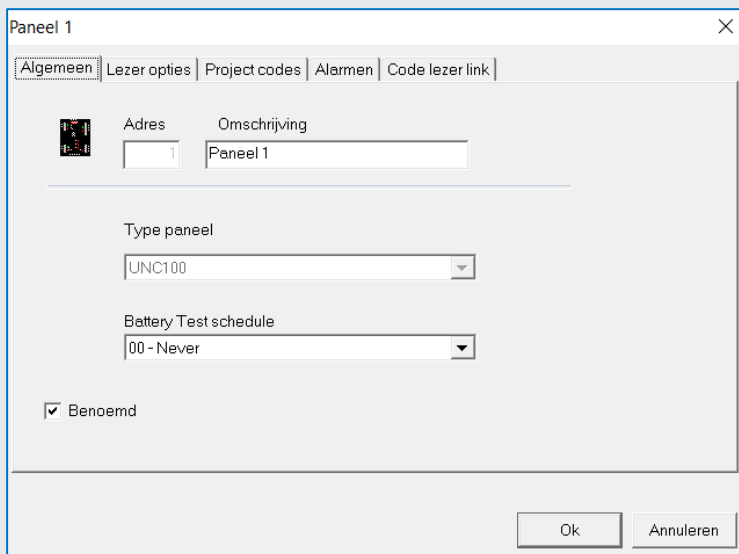 Paneel 1
Algemeen Lezer opties Project codes Alarmen Code lezer link
Adres Omschrijving
1 Paneel 1
Type paneel
UNC100
Battery Test schedule
00 - Never
Benoemd
Ok Annuleren